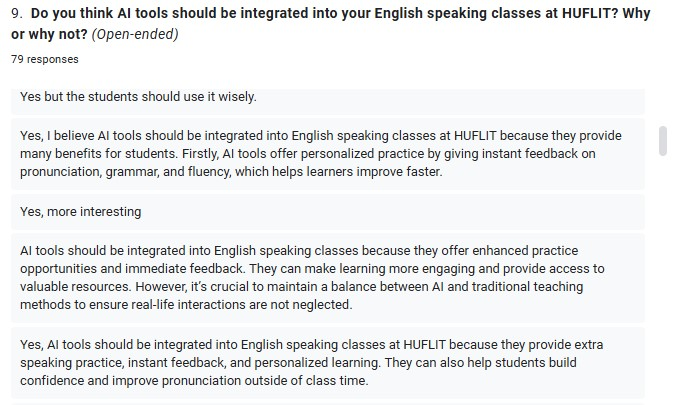 9. Do you think AI tools should be integrated into your English speaking classes at HUFLIT? Why
or why not? (Open-ended)
79 responses
Yes but the students should use it wisely.
Yes, I believe AI tools should be integrated into English speaking classes at HUFLIT because they provide
many benefits for students. Firstly, AI tools offer personalized practice by giving instant feedback on
pronunciation, grammar, and fluency, which helps learners improve faster.
Yes, more interesting
AI tools should be integrated into English speaking classes because they offer enhanced practice
opportunities and immediate feedback. They can make learning more engaging and provide access to
valuable resources. However, it’s crucial to maintain a balance between AI and traditional teaching
methods to ensure real-life interactions are not neglected.
Yes, AI tools should be integrated into English speaking classes at HUFLIT because they provide extra
speaking practice, instant feedback, and personalized learning. They can also help students build
confidence and improve pronunciation outside of class time.